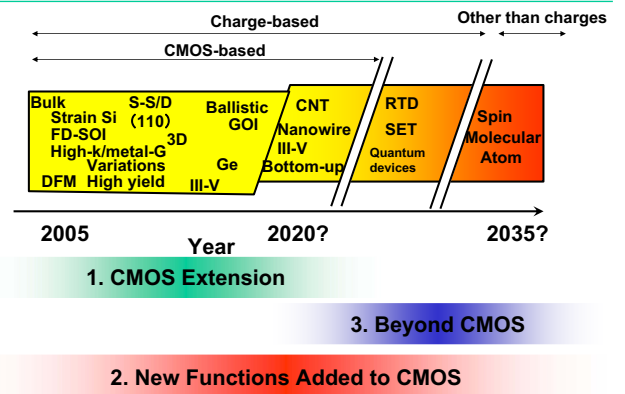 Charge-based
Other than charges
CMOS-based
Bulk
Strain Si
FD-SOI
High-k/metal-G
Variations
DFM High yield
S-S/D
(110)
3D
Ballistic
GOI
Ge
III-V
CNT
Nanowire
III-V
Bottom-up
RTD
SET
Quantum
devices
Spin
Molecular
Atom
2005
Year
2020?
2035?
1. CMOS Extension
3. Beyond CMOS
2. New Functions Added to CMOS